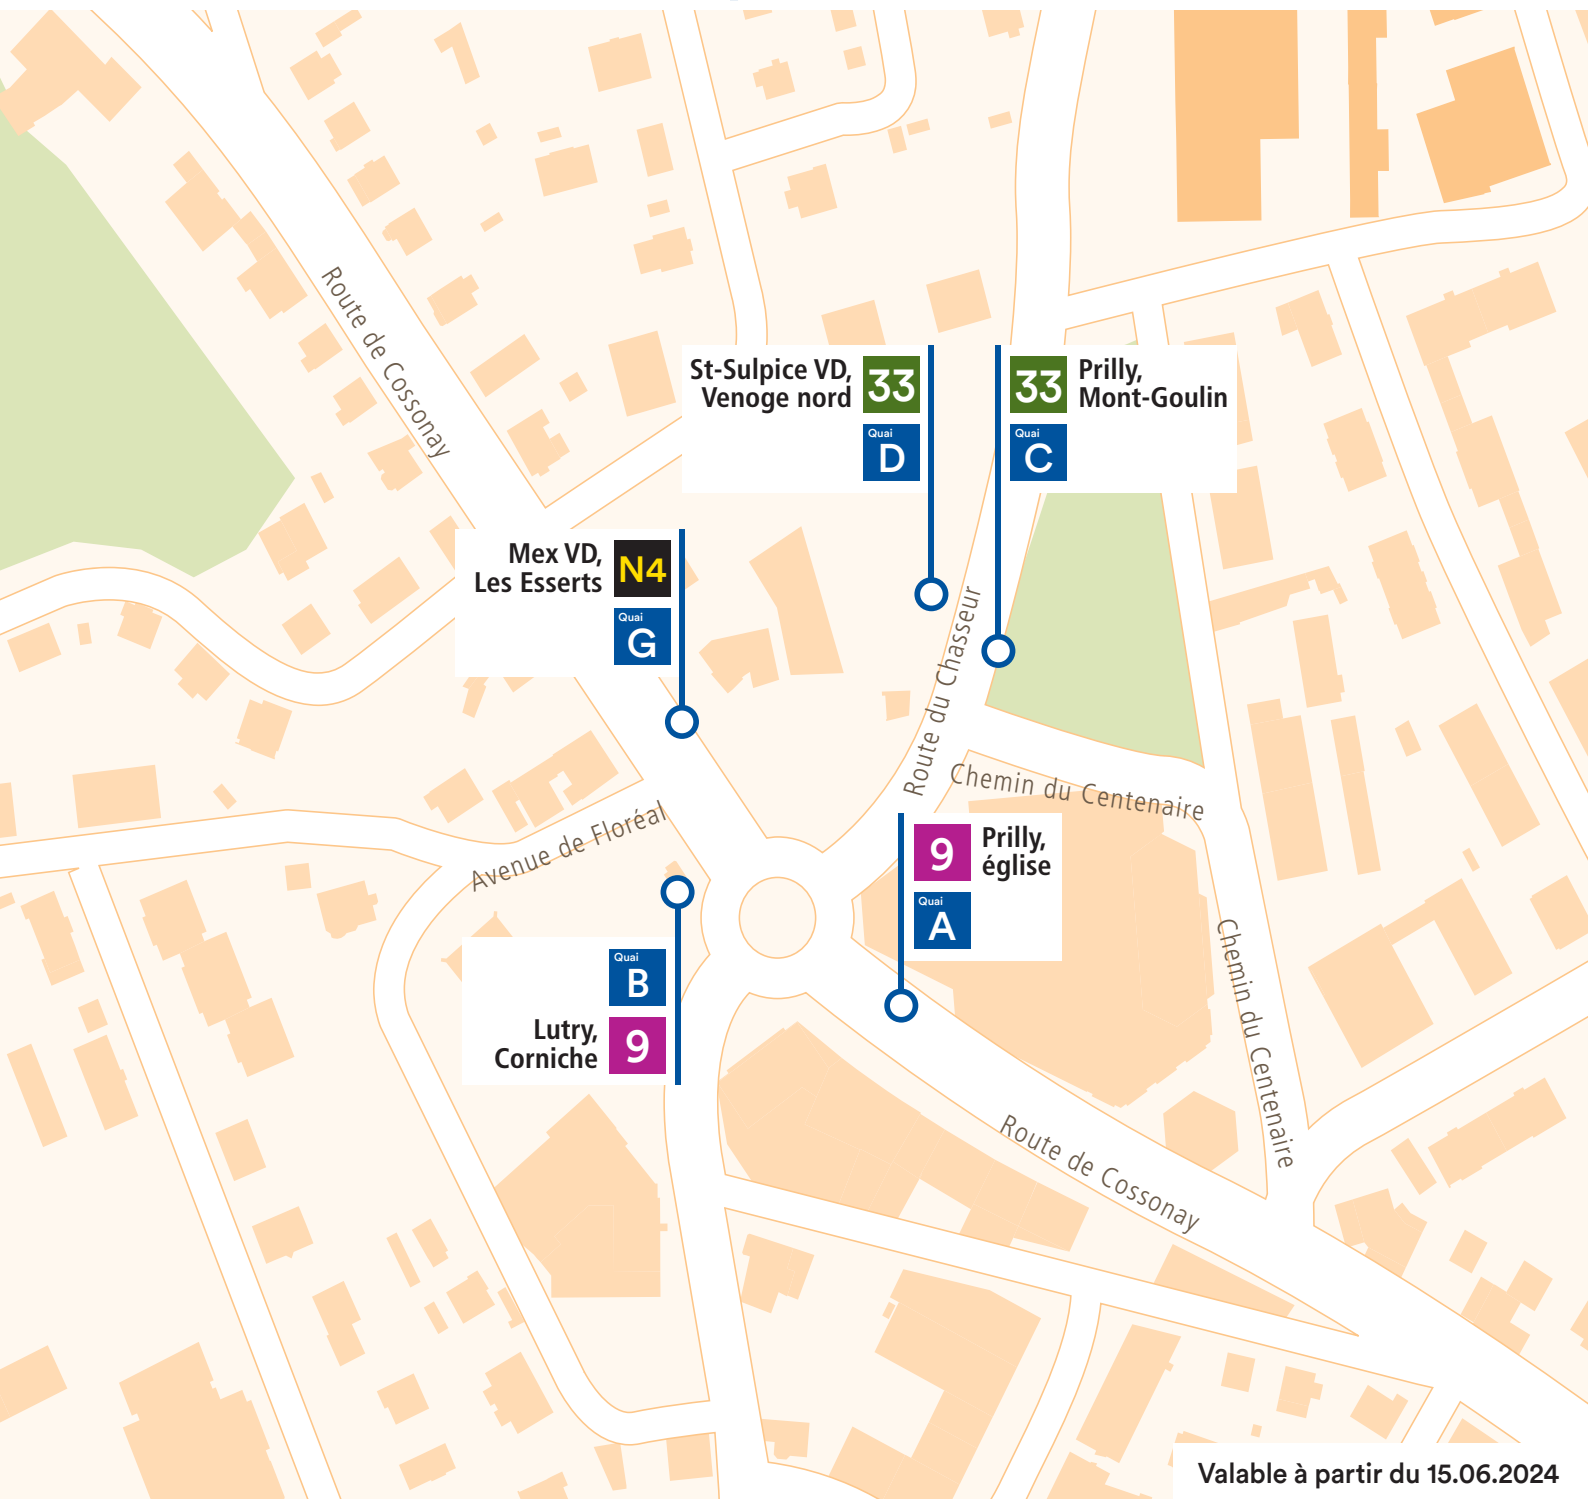 Route de Cossonay
St-Sulpice VD,
Venoge nord
33
Quai
D
33
Prilly,
Mont-Goulin
Quai
C
Mex VD,
Les Esserts
N4
Quai
G
Route du Chasseur
Chemin du Centenaire
Avenue de Floréal
9
Prilly,
église
Quai
A
Quai
B
Lutry,
Corniche
9
Chemin du Centenaire
Route de Cossonay
Valable à partir du 15.06.2024